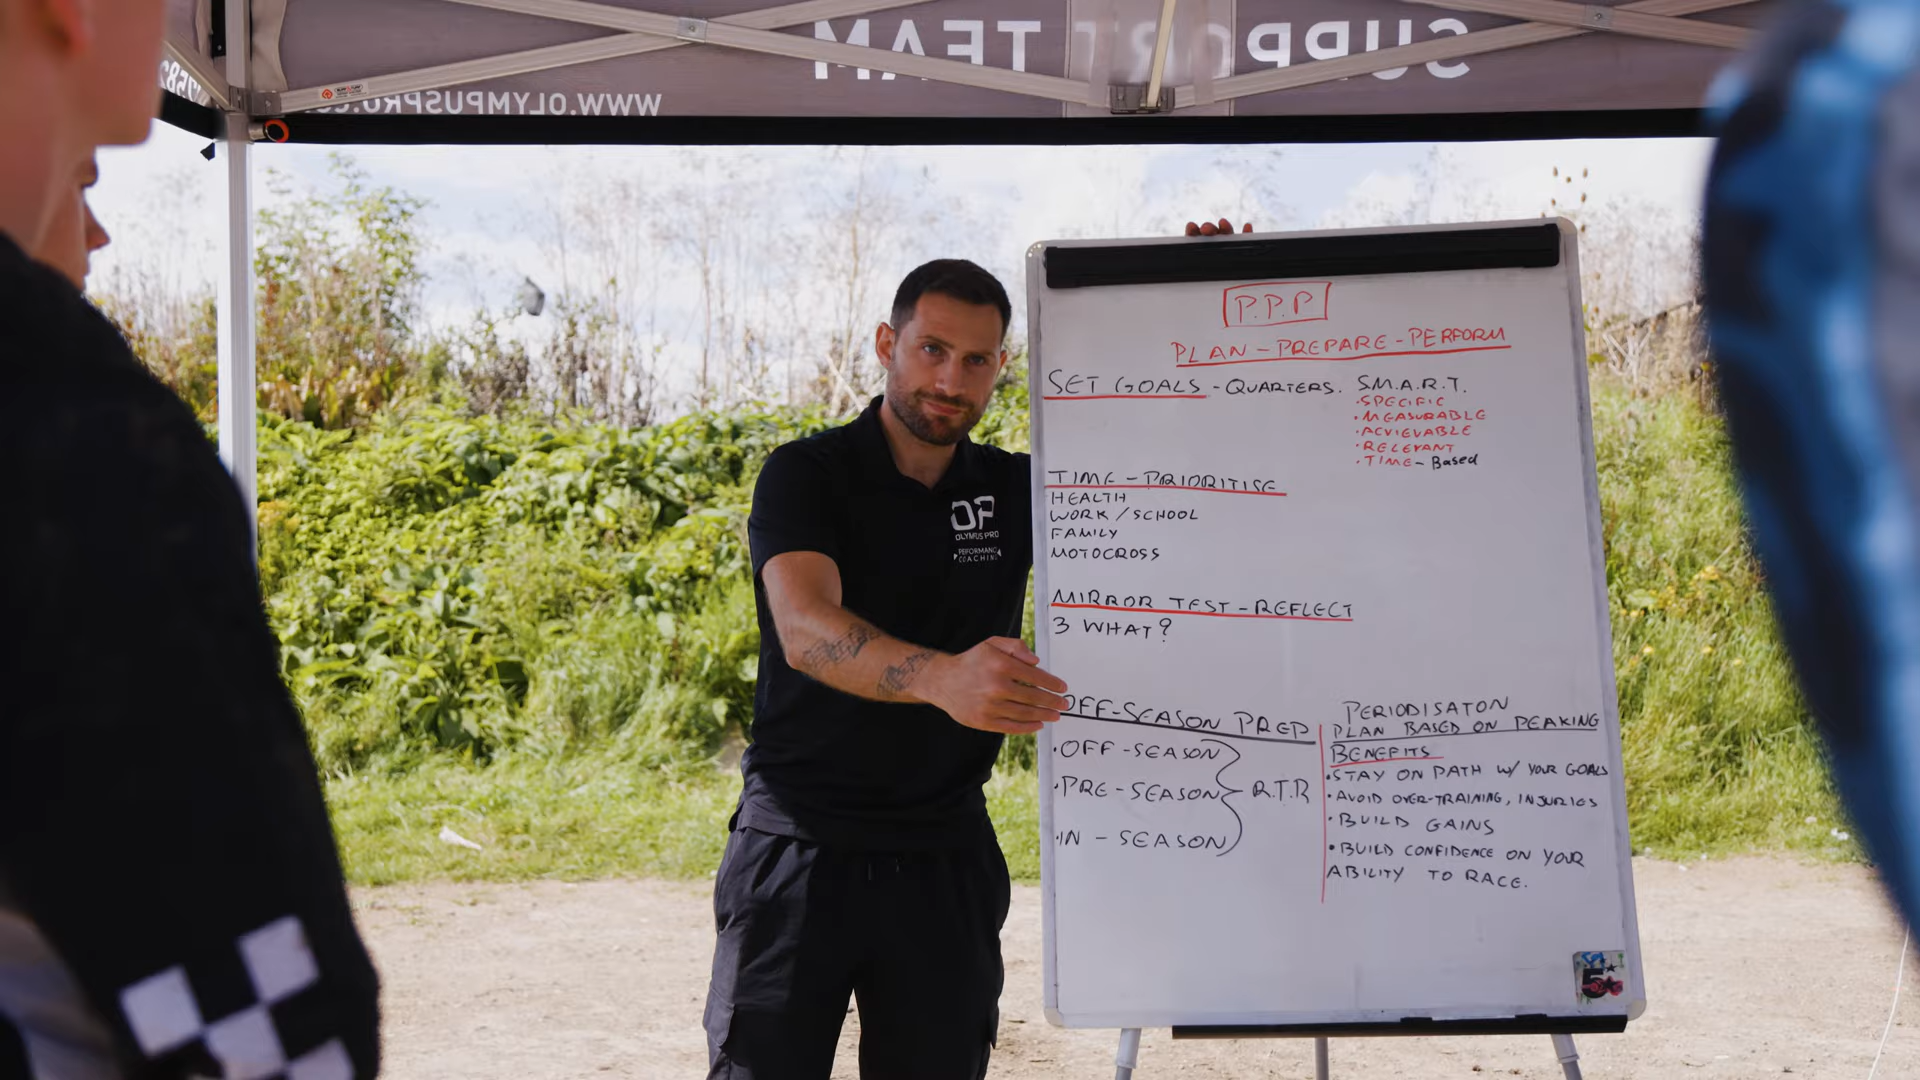 SUPPORT TEAM
WWW.OLYMPUSPRO.
OP
OLYMPUS PRO
PERFORMANCE
COACHING
P.P.P
PLAN - PREPARE - PERFORM
SET GOALS - QUARTERS. S.M.A.R.T.
·SPECIFIC
·MEASURABLE
·ACVIEVABLE
·RELEVANT
·TIME - Based
TIME - PRIORITISE
HEALTH
WORK / SCHOOL
FAMILY
MOTOCROSS
MIRROR TEST - REFLECT
3 WHAT?
OFF-SEASON PREP
·OFF-SEASON
·PRE-SEASON
·IN - SEASON
R.T.R
PERIODISATON
PLAN BASED ON PEAKING
BENEFITS
·STAY ON PATH W/ YOUR GOALS
·AVOID OVER-TRAINING, INJURIES
·BUILD GAINS
·BUILD CONFIDENCE ON YOUR
ABILITY TO RACE.
5